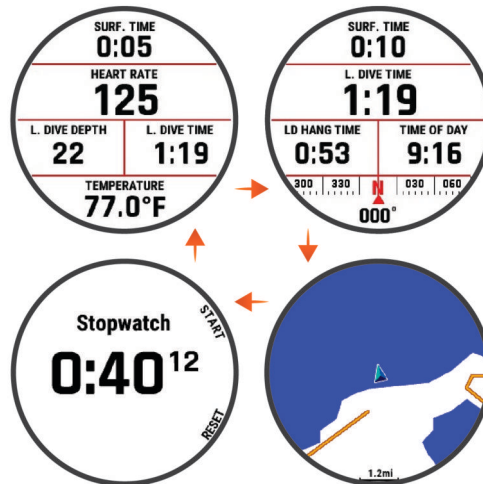 SURF. TIME
0:05
HEART RATE
125
L. DIVE DEPTH L. DIVE TIME
22 1:19
TEMPERATURE
77.0°F
SURF. TIME
0:10
L. DIVE TIME
1:19
LD HANG TIME TIME OF DAY
0:53 9:16
300 330 N 030 060
000°
Stopwatch
0:40 12
START
RESET
1.2mi